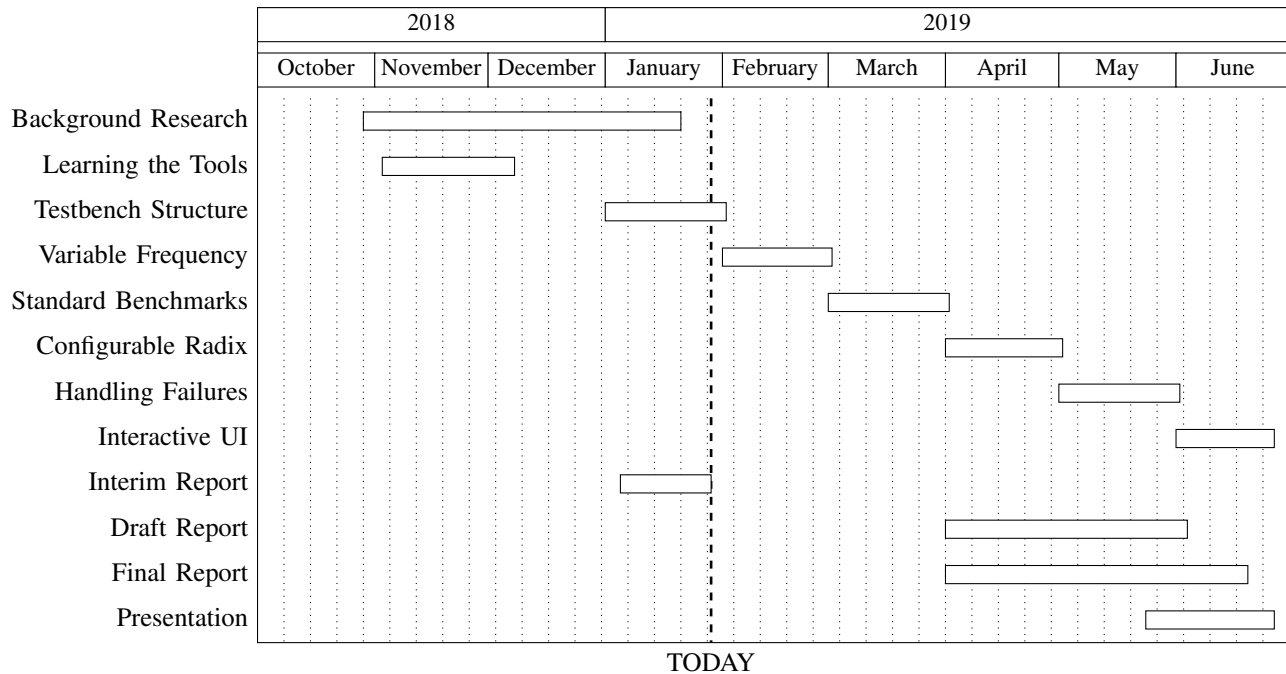 2018 2019
October November December January February March April May June
Background Research
Learning the Tools
Testbench Structure
Variable Frequency
Standard Benchmarks
Configurable Radix
Handling Failures
Interactive UI
Interim Report
Draft Report
Final Report
Presentation
TODAY